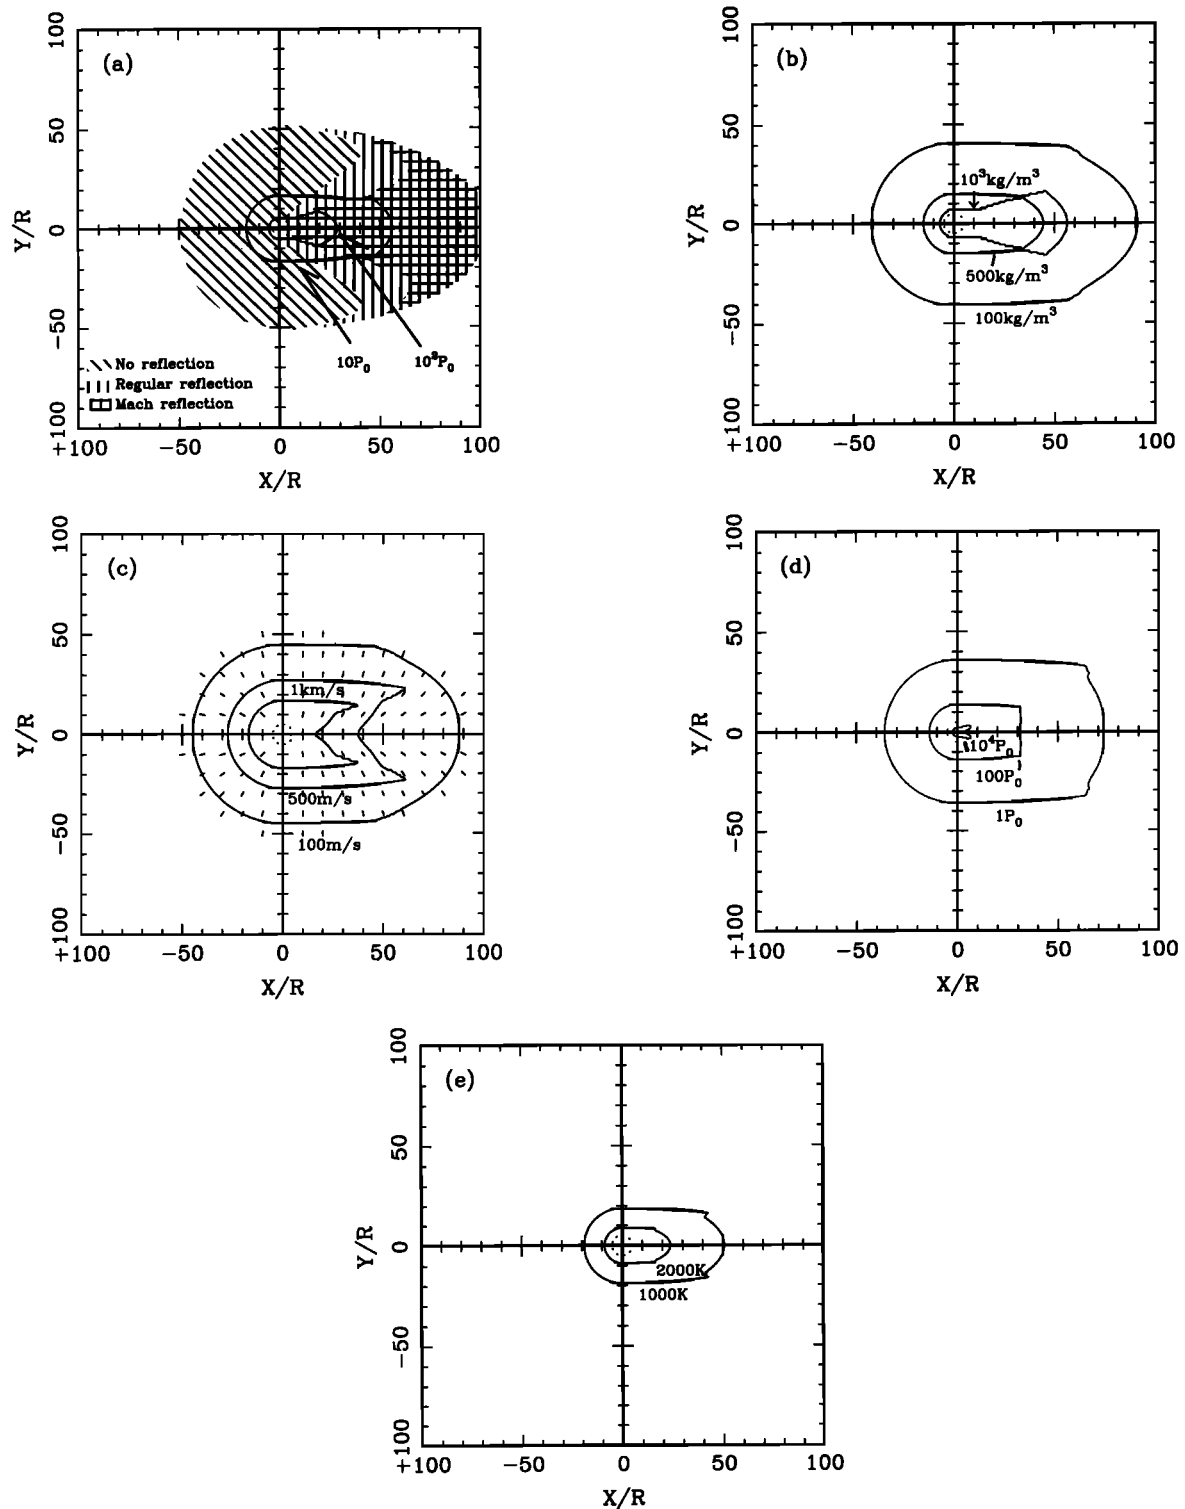 (a)
100
50
0
−50
+100
Y/R
10P₀
10²P₀
No reflection
Regular reflection
Mach reflection
+100 −50 0 50 100
X/R
(b)
100
50
0
−50
+100
Y/R
10³kg/m³
500kg/m³
100kg/m³
+100 −50 0 50 100
X/R
(c)
100
50
0
−50
+100
Y/R
1km/s
500m/s
100m/s
+100 −50 0 50 100
X/R
(d)
100
50
0
−50
+100
Y/R
10⁴P₀
100P₀
1P₀
+100 −50 0 50 100
X/R
(e)
100
50
0
−50
+100
Y/R
2000K
1000K
+100 −50 0 50 100
X/R